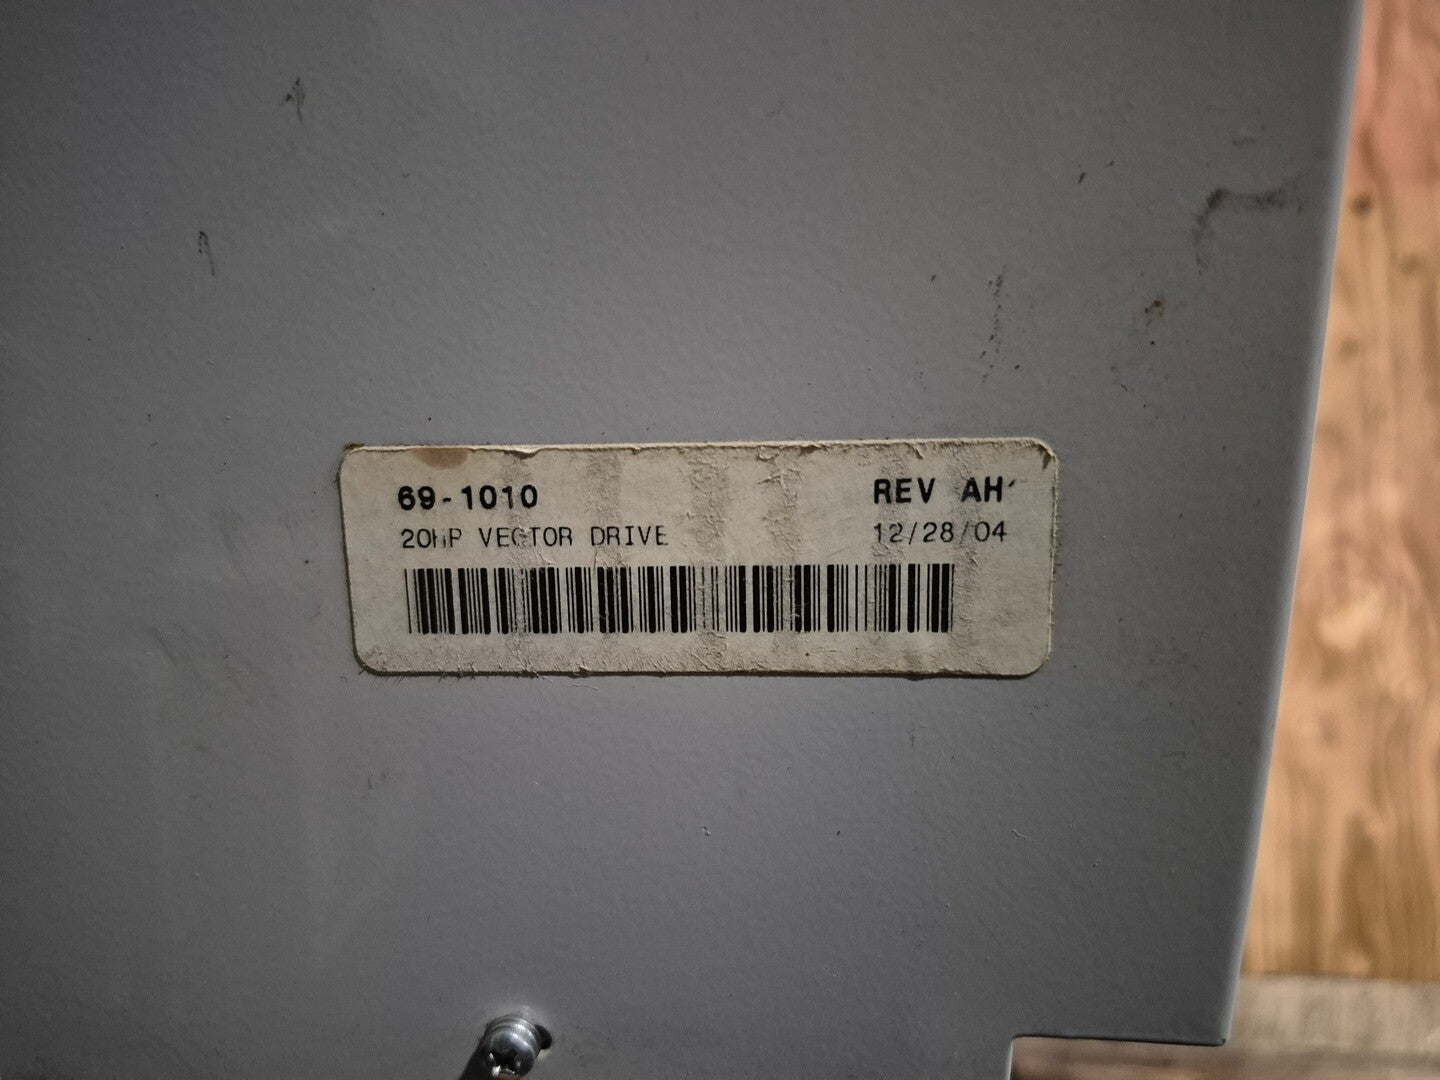 69-1010
REV AH
20HP VECTOR DRIVE
12/28/04